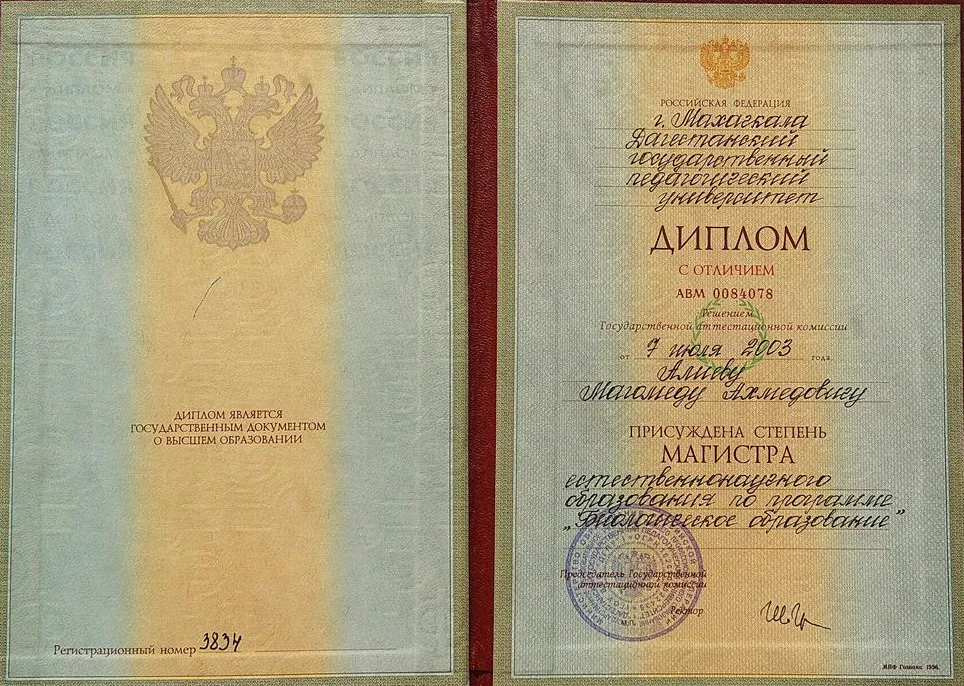 ДИПЛОМ ЯВЛЯЕТСЯ
ГОСУДАРСТВЕННЫМ ДОКУМЕНТОМ
О ВЫСШЕМ ОБРАЗОВАНИИ
Регистрационный номер 3834
РОССИЙСКАЯ ФЕДЕРАЦИЯ
г. Махачкала
Дагестанский
государственный
педагогический
университет
ДИПЛОМ
С ОТЛИЧИЕМ
АВМ 0084078
Решением
Государственной аттестационной комиссии
от 7 июля 2003 года
Алиеву
Магомеду Ахмедовичу
ПРИСУЖДЕНА СТЕПЕНЬ
МАГИСТРА
естественнонаучного
образования по программе
„Биологическое образование"
Председатель Государственной
аттестационной комиссии
Ректор